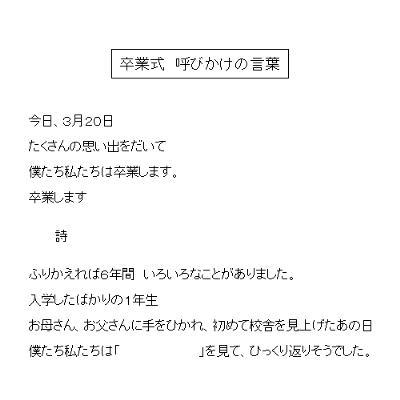 卒業式　呼びかけの言葉
今日、３月２０日
たくさんの思い出をだいて
僕たち私たちは卒業します。
卒業します
詩
ふりかえれば６年間　いろいろなことがありました。
入学したばかりの１年生
お母さん、お父さんに手をひかれ、初めて校舎を見上げたあの日
僕たち私たちは「　　　　　　　」を見て、ひっくり返りそうでした。